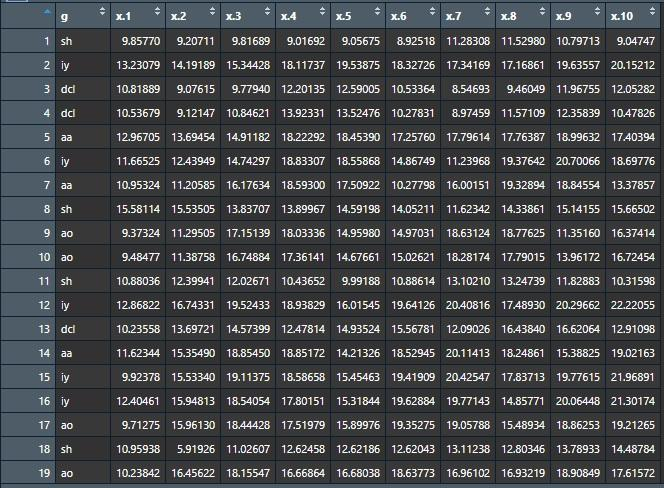 g x.1 x.2 x.3 x.4 x.5 x.6 x.7 x.8 x.9 x.10
1 sh 9.85770 9.20711 9.81689 9.01692 9.05675 8.92518 11.28308 11.52980 10.79713 9.04747
2 iy 13.23079 14.19189 15.34428 18.11737 19.53875 18.32726 17.34169 17.16861 19.63557 20.15212
3 dcl 10.81889 9.07615 9.77940 12.20135 12.59005 10.53364 8.54693 9.46049 11.96755 12.05282
4 dcl 10.53679 9.12147 10.84621 13.92331 13.52476 10.27831 8.97459 11.57109 12.35839 10.47826
5 aa 12.96705 13.69454 14.91182 18.22292 18.45390 17.25760 17.79614 17.76387 18.99632 17.40394
6 iy 11.66525 12.43949 14.74297 18.83307 18.55868 14.86749 11.23968 19.37642 20.70066 18.69776
7 aa 10.95324 11.20585 16.17634 18.59300 17.50922 10.27798 16.00151 19.32894 18.84554 13.37857
8 sh 15.58114 15.53505 13.83707 13.89967 14.59198 14.05211 11.62342 14.33861 15.14155 15.66502
9 ao 9.37324 11.29505 17.15139 18.03336 14.95980 14.97031 18.63124 18.77625 11.35160 16.37414
10 ao 9.48477 11.38758 16.74884 17.36141 14.67661 15.02621 18.28174 17.79015 13.96172 16.72454
11 sh 10.88036 12.39941 12.02671 10.43652 9.99188 10.88614 13.10210 13.24739 11.82883 10.31598
12 iy 12.86822 16.74331 19.52433 18.93829 16.01545 19.64126 20.40816 17.48930 20.29662 22.22055
13 dcl 10.23558 13.69721 14.57399 12.47814 14.93524 15.56781 12.09026 16.43840 16.62064 12.91098
14 aa 11.62344 15.35490 18.85450 18.85172 14.21326 18.52945 20.11413 18.24861 15.38825 19.02163
15 iy 9.92378 15.53340 19.11375 18.58658 15.45463 19.41909 20.42547 17.83713 19.77615 21.96891
16 iy 12.40461 15.94813 18.54054 17.80151 15.31844 19.62884 19.77143 14.85771 20.06448 21.30174
17 ao 9.71275 15.96130 18.44428 17.51979 15.89976 19.35275 19.05788 15.48934 18.86253 19.21265
18 sh 10.95938 5.91926 11.02607 12.62458 12.62186 12.62043 13.11238 12.80346 13.78933 14.48784
19 ao 10.23842 16.45622 18.15547 16.66864 16.68038 18.63773 16.96102 16.93219 18.90849 17.61572